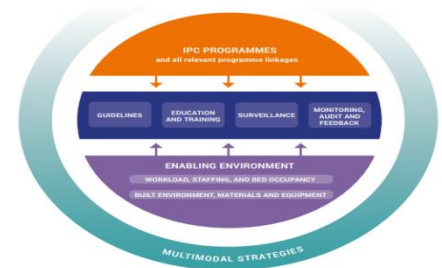 IPC PROGRAMMES
and all relevant programme linkages
GUIDELINES
EDUCATION
AND TRAINING
SURVEILLANCE
MONITORING,
AUDIT AND
FEEDBACK
ENABLING ENVIRONMENT
WORKLOAD, STAFFING, AND BED OCCUPANCY
BUILT ENVIRONMENT, MATERIALS AND EQUIPMENT
MULTIMODAL STRATEGIES